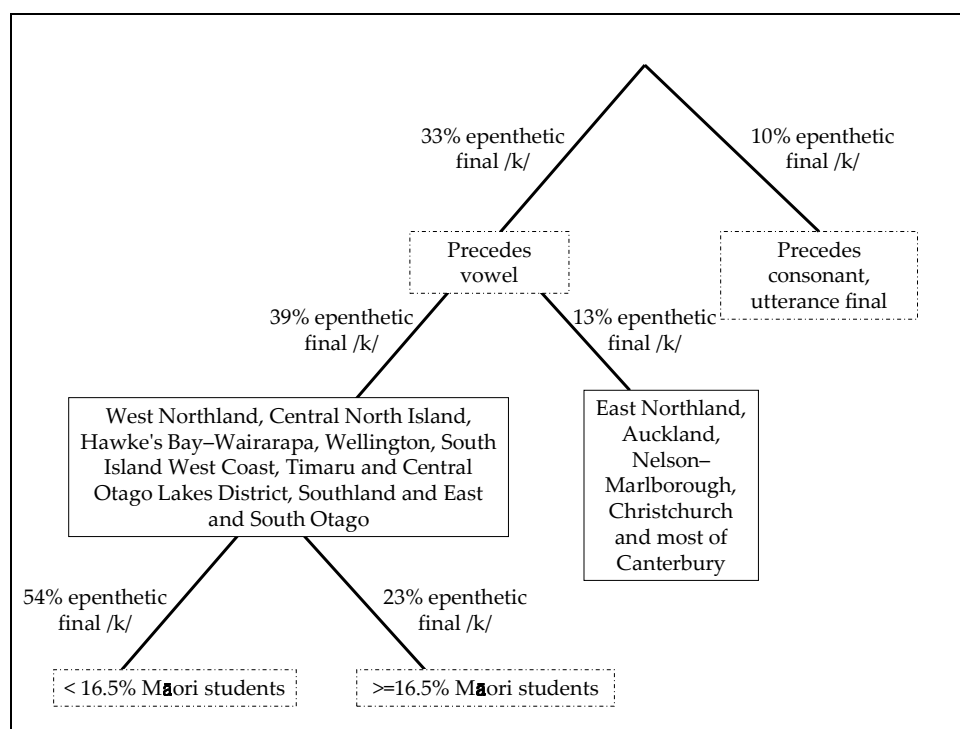 33% epenthetic
final /k/
10% epenthetic
final /k/
Precedes
vowel
Precedes
consonant,
utterance final
39% epenthetic
final /k/
13% epenthetic
final /k/
West Northland, Central North Island,
Hawke's Bay–Wairarapa, Wellington, South
Island West Coast, Timaru and Central
Otago Lakes District, Southland and East
and South Otago
East Northland,
Auckland,
Nelson–
Marlborough,
Christchurch
and most of
Canterbury
54% epenthetic
final /k/
23% epenthetic
final /k/
< 16.5% Māori students
>=16.5% Māori students